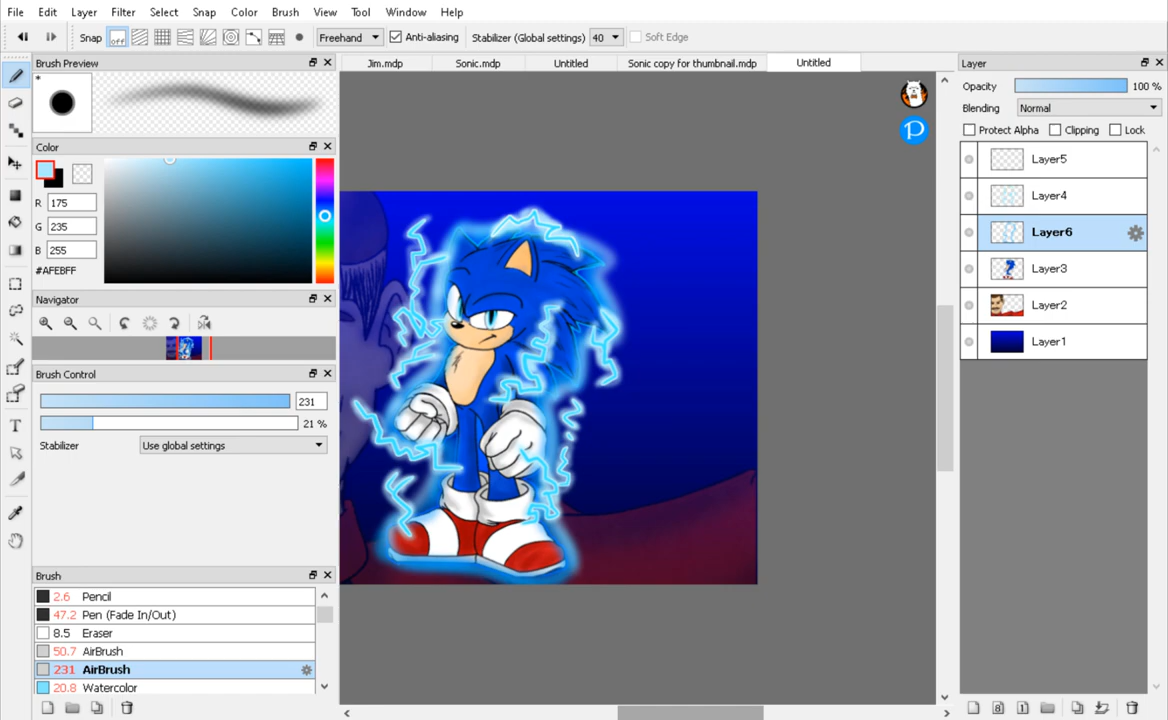 File Edit Layer Filter Select Snap Color Brush View Tool Window Help
Snap off Freehand Anti-aliasing Stabilizer (Global settings) 40 Soft Edge
Brush Preview
Jim.mdp Sonic.mdp Untitled Sonic copy for thumbnail.mdp Untitled
Layer
*
Opacity 100 %
Blending Normal
Protect Alpha Clipping Lock
Color
R 175
G 235
B 255
#AFEBFF
Layer5
Layer4
Layer6
Layer3
Layer2
Layer1
Navigator
Brush Control
231
21 %
Stabilizer Use global settings
Brush
2.6 Pencil
47.2 Pen (Fade In/Out)
8.5 Eraser
50.7 AirBrush
231 AirBrush
20.8 Watercolor